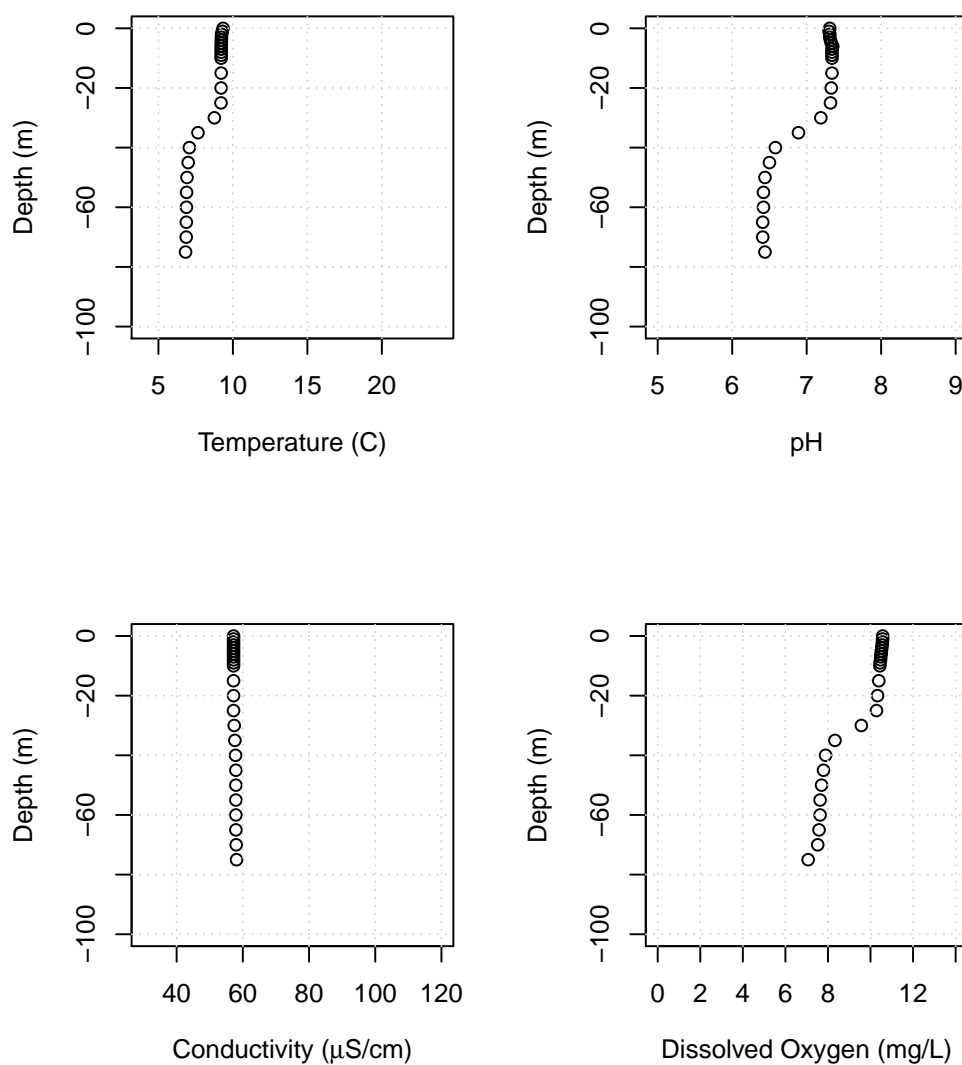 0
−20
−60
−100
Depth (m)
5 10 15 20
Temperature (C)
0
−20
−60
−100
Depth (m)
5 6 7 8 9
pH
0
−20
−60
−100
Depth (m)
40 60 80 100 120
Conductivity (μS/cm)
0
−20
−60
−100
Depth (m)
0 2 4 6 8 12
Dissolved Oxygen (mg/L)